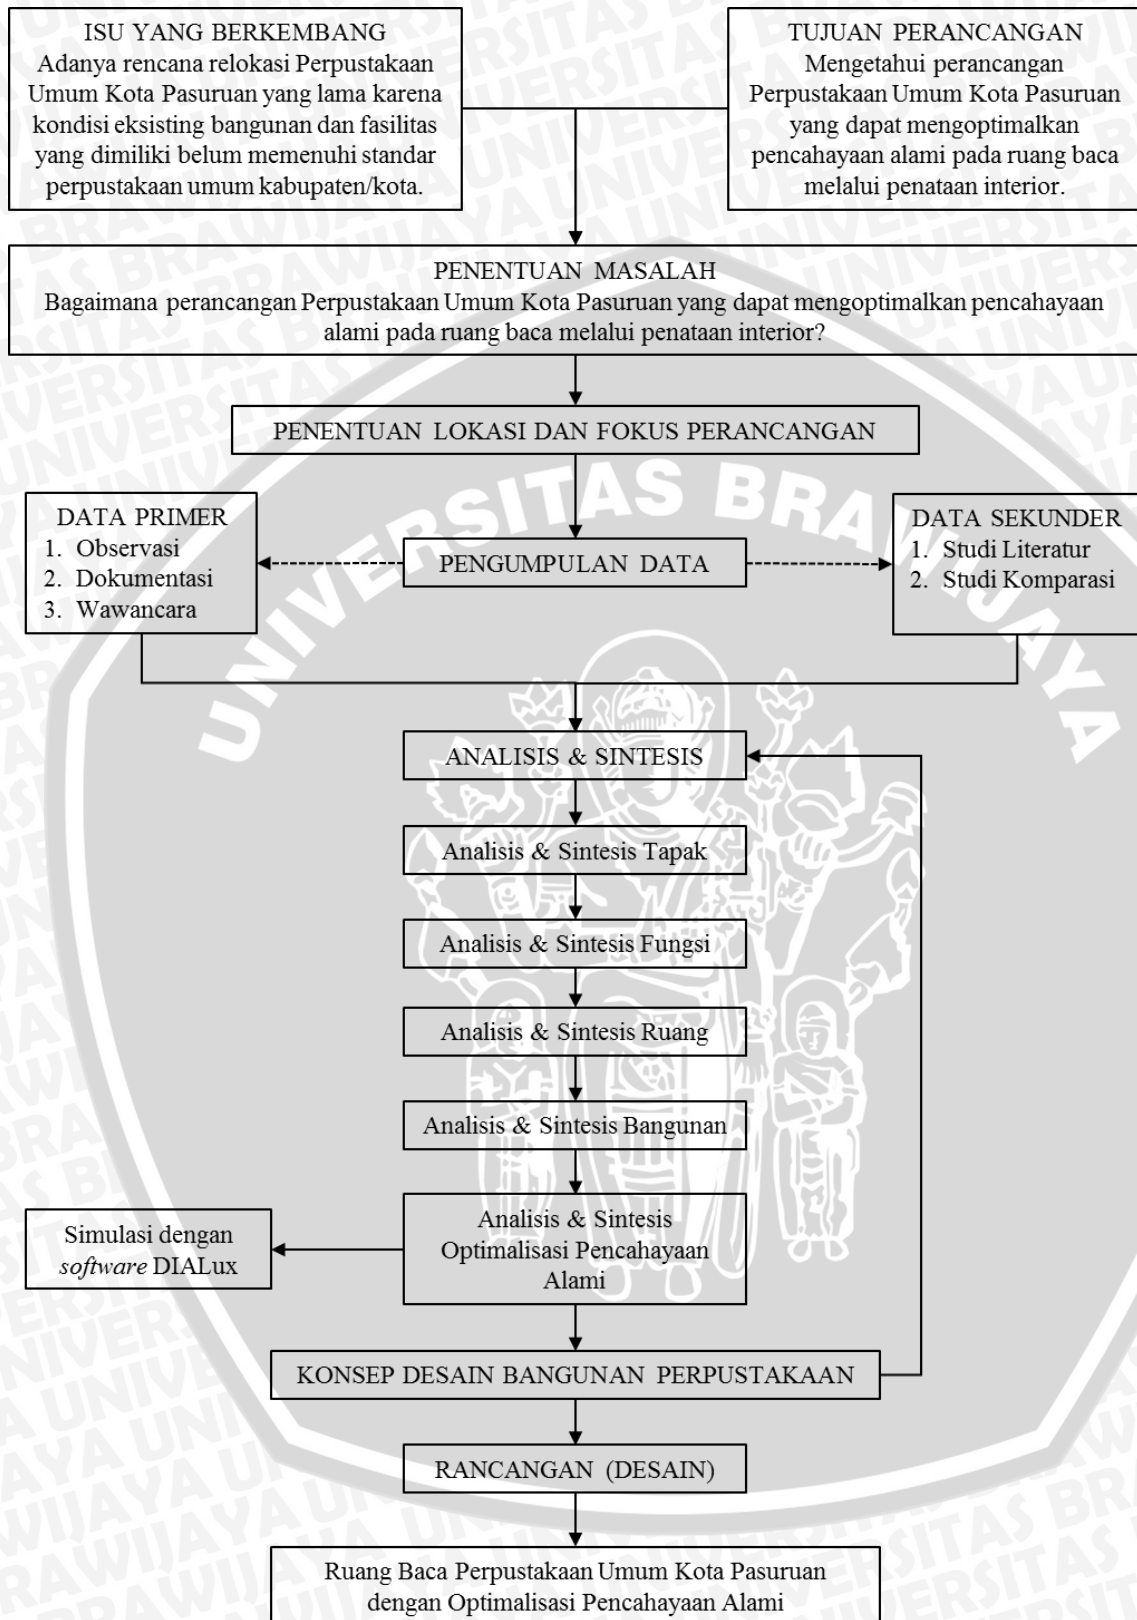 ISU YANG BERKEMBANG
Adanya rencana relokasi Perpustakaan
Umum Kota Pasuruan yang lama karena
kondisi eksisting bangunan dan fasilitas
yang dimiliki belum memenuhi standar
perpustakaan umum kabupaten/kota.
TUJUAN PERANCANGAN
Mengetahui perancangan
Perpustakaan Umum Kota Pasuruan
yang dapat mengoptimalkan
pencahayaan alami pada ruang baca
melalui penataan interior.
PENENTUAN MASALAH
Bagaimana perancangan Perpustakaan Umum Kota Pasuruan yang dapat mengoptimalkan pencahayaan
alami pada ruang baca melalui penataan interior?
PENENTUAN LOKASI DAN FOKUS PERANCANGAN
UNIVERSITAS BRAWIJAYA
DATA PRIMER
1. Observasi
2. Dokumentasi
3. Wawancara
PENGUMPULAN DATA
DATA SEKUNDER
1. Studi Literatur
2. Studi Komparasi
ANALISIS & SINTESIS
Analisis & Sintesis Tapak
Analisis & Sintesis Fungsi
Analisis & Sintesis Ruang
Analisis & Sintesis Bangunan
Analisis & Sintesis
Optimalisasi Pencahayaan
Alami
Simulasi dengan
software DIALux
KONSEP DESAIN BANGUNAN PERPUSTAKAAN
RANCANGAN (DESAIN)
Ruang Baca Perpustakaan Umum Kota Pasuruan
dengan Optimalisasi Pencahayaan Alami